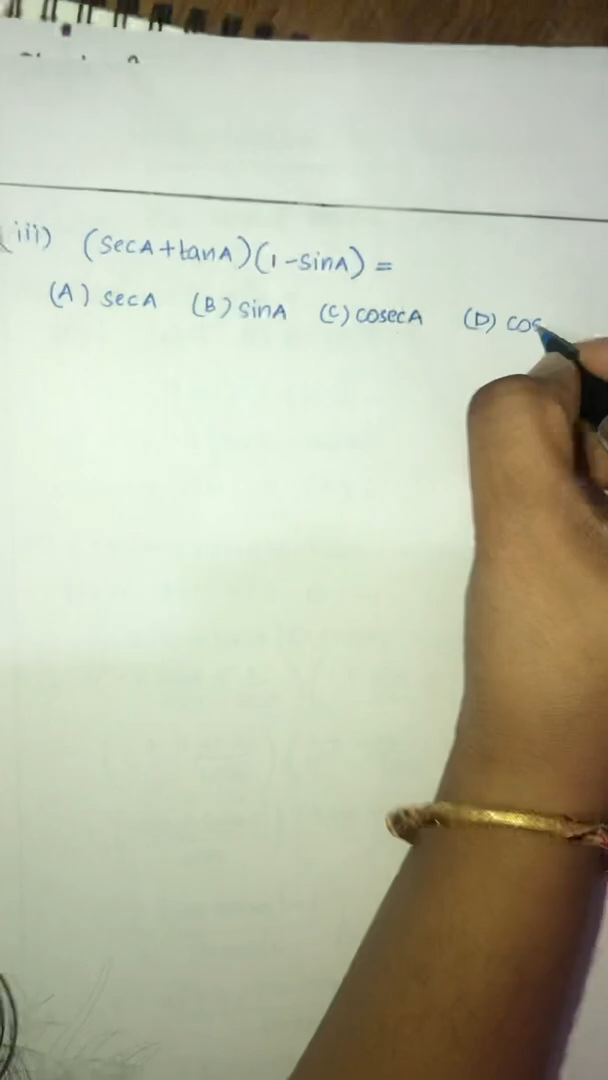 (iii) (secA+tanA)(1-sinA) =
(A) secA (B) sinA (C) cosecA (D) cos